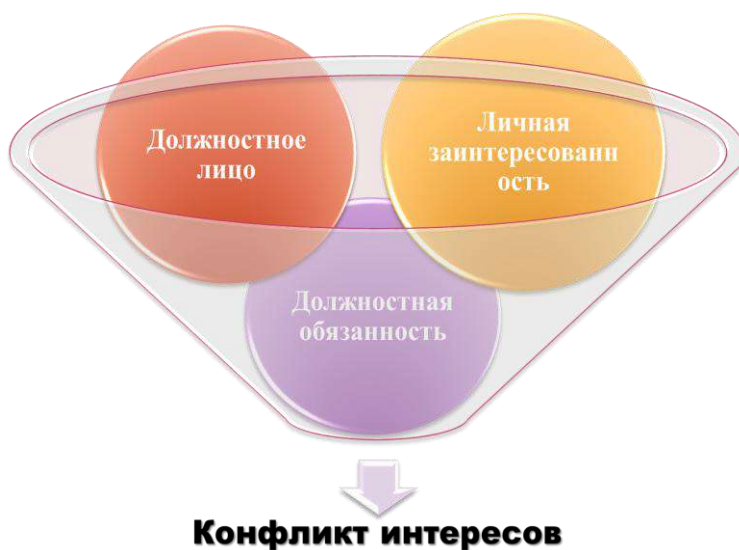 Должностное
лицо
Личная
заинтересованн
ость
Должностная
обязанность
Конфликт интересов